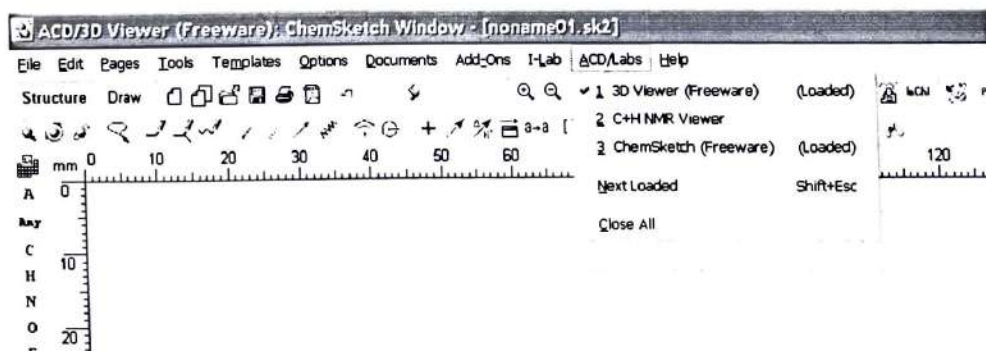 ACD/3D Viewer (Freeware): ChemSketch Window - [noname01.sk2]
File Edit Pages Tools Templates Options Documents Add-Ons I-Lab ACD/Labs Help
Structure Draw
✓ 1 3D Viewer (Freeware) (Loaded)
2 C+H NMR Viewer
3 ChemSketch (Freeware) (Loaded)
Next Loaded Shift+Esc
Close All
a→a
mm 0 10 20 30 40 50 60 120
A 0
Any
C
10
H
N
O
20